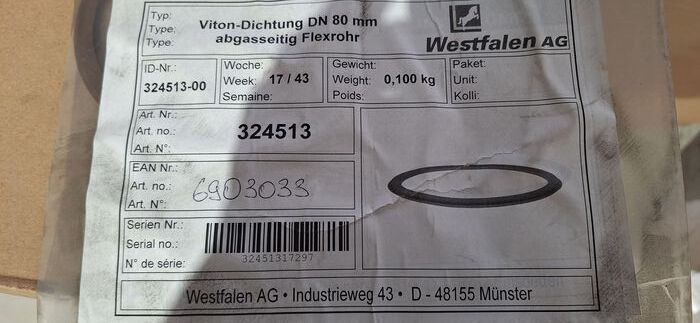 Typ: Viton-Dichtung DN 80 mm
Type: abgasseitig Flexrohr
Type:
Westfalen AG
ID-Nr.: Woche: Gewicht: Paket:
324513-00 Week: 17 / 43 Weight: 0,100 kg Unit:
Semaine: Poids: Kolli:
Art. Nr.:
Art. no.: 324513
Art. N°:
EAN Nr.:
Art. no.: 6903033
Art. N°:
Serien Nr.:
Serial no.:
N° de série: 32451317297
Westfalen AG • Industrieweg 43 • D - 48155 Münster